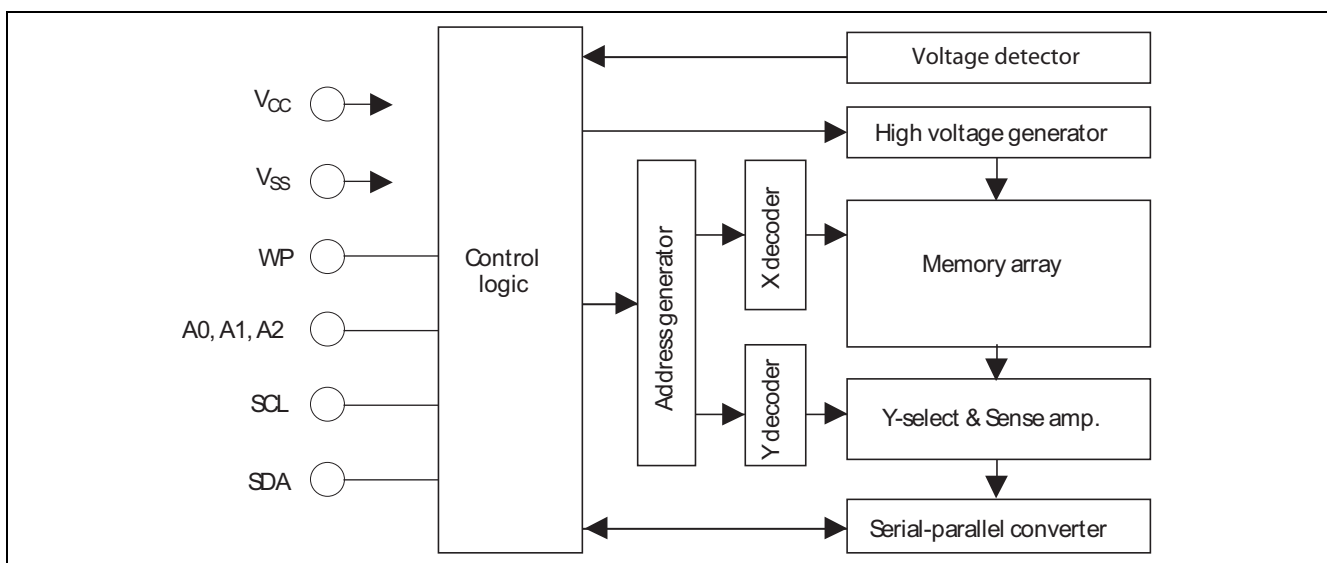 Voltage detector
VCC
High voltage generator
VSS
Control
logic
Address generator
X decoder
Memory array
WP
A0, A1, A2
SCL
Y decoder
Y-select & Sense amp.
SDA
Serial-parallel converter